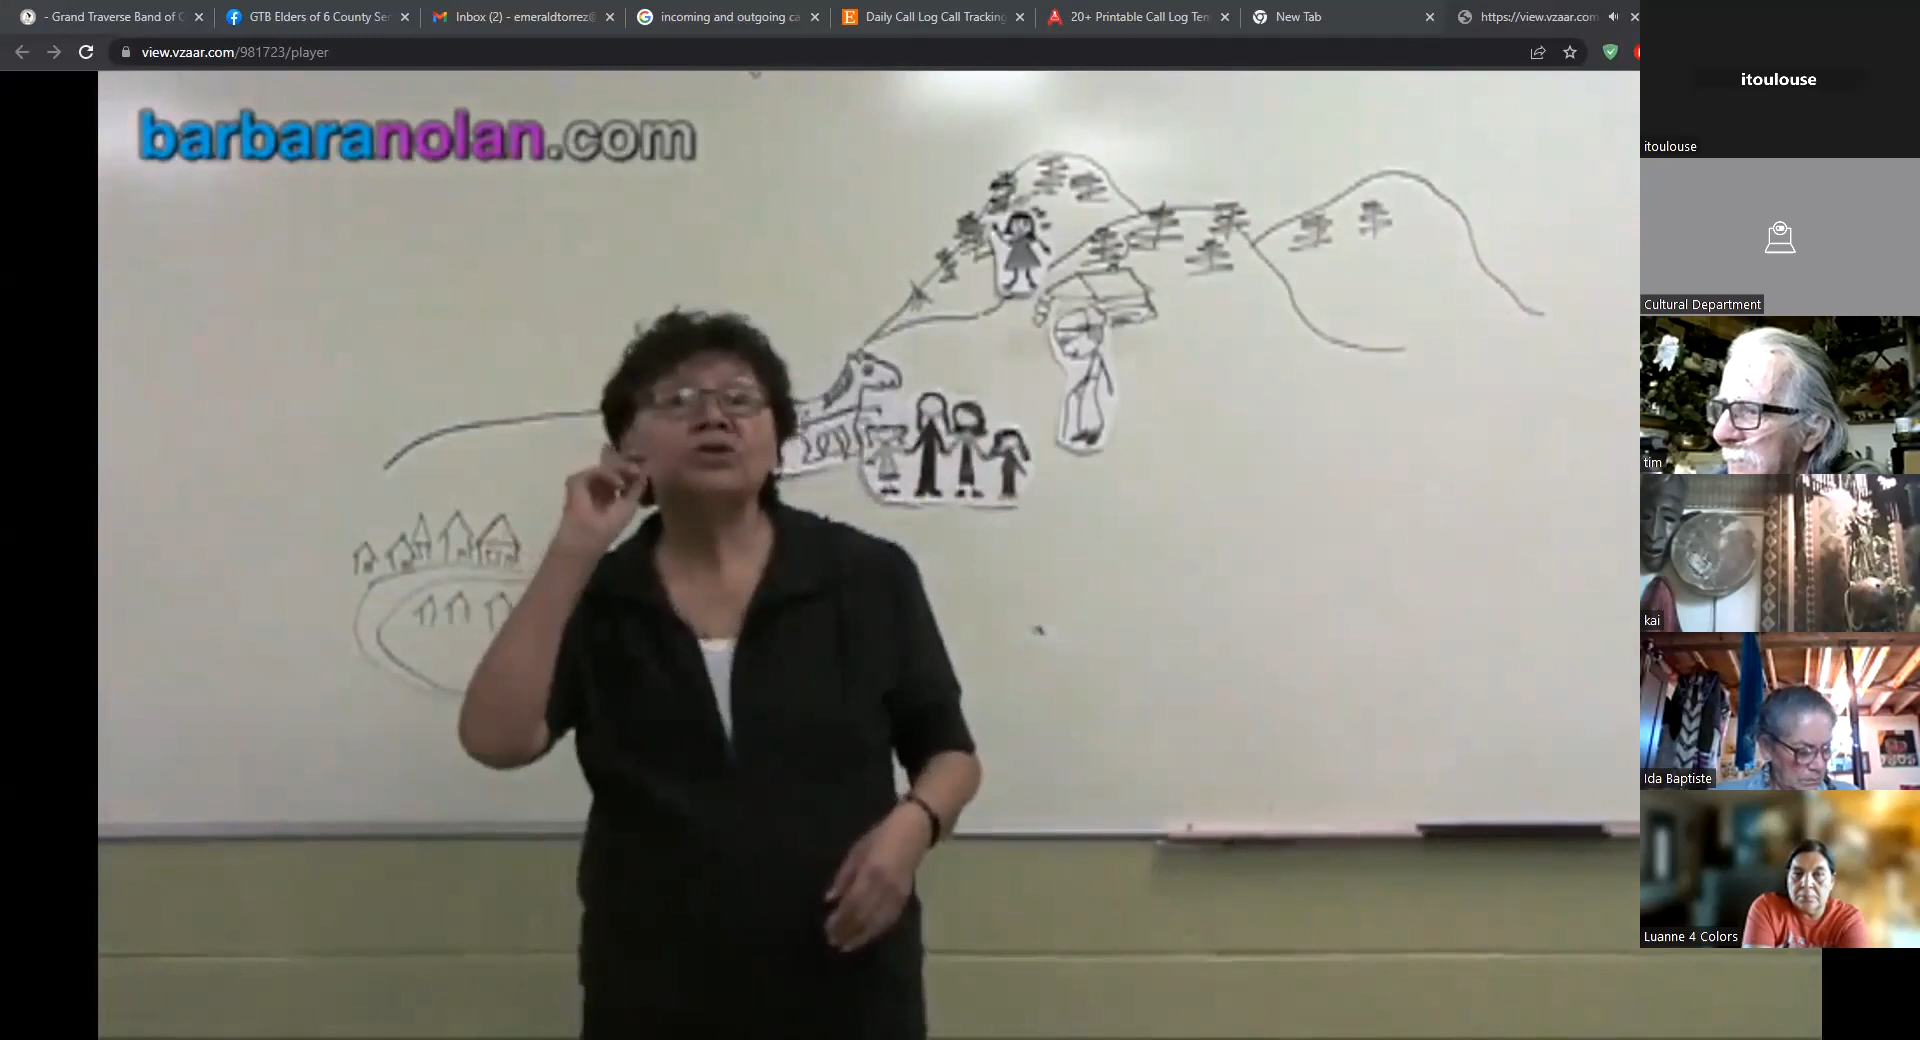 - Grand Traverse Band of O
GTB Elders of 6 County Ser
Inbox (2) - emeraldtorrez@
incoming and outgoing ca
Daily Call Log Call Tracking
20+ Printable Call Log Tem
New Tab
https://view.vzaar.com
view.vzaar.com/981723/player
barbaranolan.com
itoulouse
itoulouse
Cultural Department
tim
kai
Ida Baptiste
Luanne 4 Colors